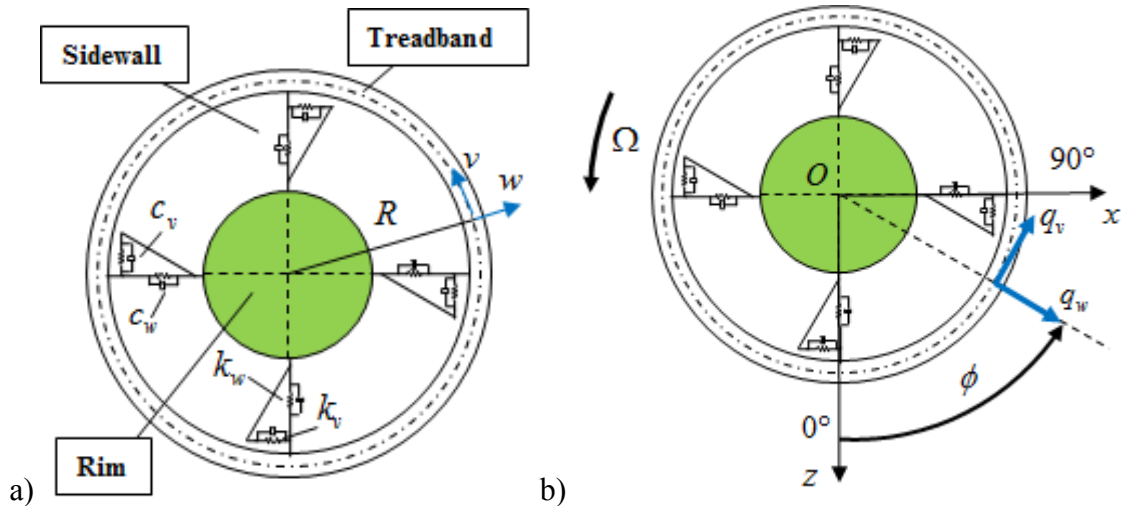 Sidewall
Treadband
v
w
R
c_v
c_w
k_w
k_v
Rim
a)
Ω
O
90°
x
q_v
q_w
ϕ
0°
z
b)